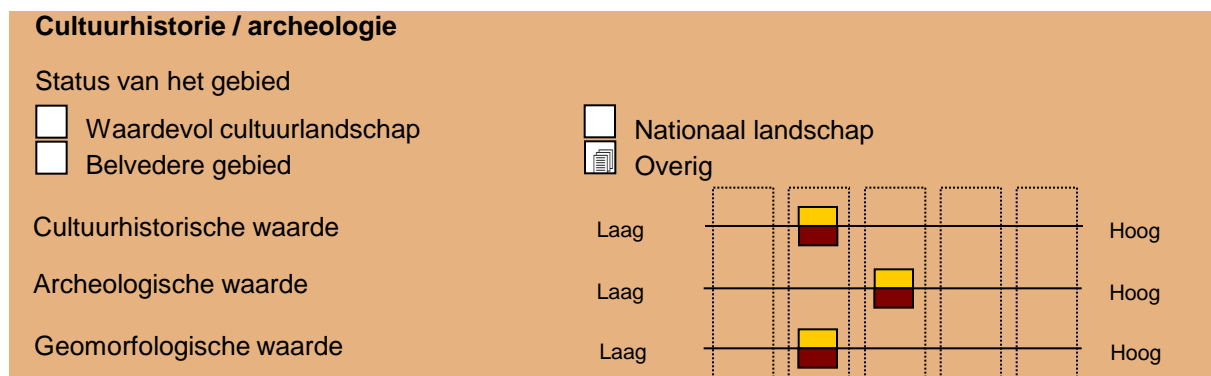 Cultuurhistorie / archeologie
Status van het gebied
Waardevol cultuurlandschap Nationaal landschap
Belvedere gebied Overig
Cultuurhistorische waarde Laag Hoog
Archeologische waarde Laag Hoog
Geomorfologische waarde Laag Hoog